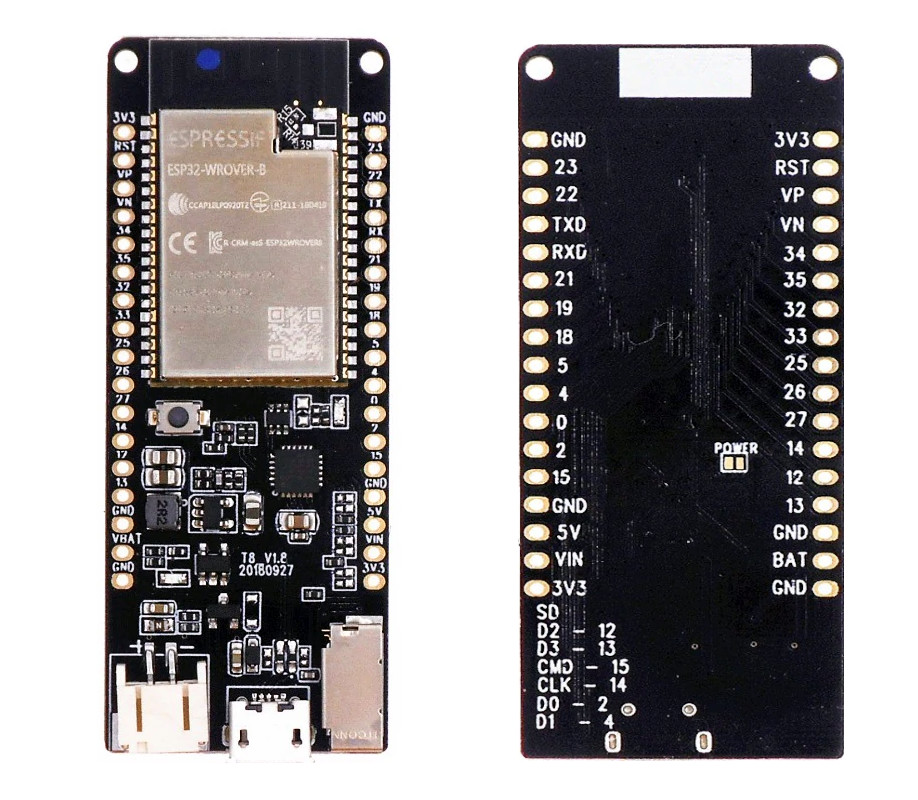 3V3
RST
VP
VN
34
35
32
33
25
26
27
14
12
13
GND
VBAT
GND
R15
J39
ESPRESSIF
ESP32-WROVER-B
CE
2R2
T8 V1.8
20180927
GND
23
22
TX
RX
21
19
18
5
4
0
2
15
GND
5V
VIN
3V3
GND
23
22
TXD
RXD
21
19
18
5
4
0
2
15
GND
5V
VIN
3V3
SD
D2 - 12
D3 - 13
CMD - 15
CLK - 14
D0 - 2
D1 - 4
POWER
3V3
RST
VP
VN
34
35
32
33
25
26
27
14
12
13
GND
BAT
GND